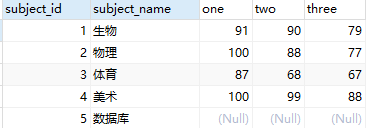 subject_id subject_name one two three
1 生物 91 90 79
2 物理 100 88 77
3 体育 87 68 67
4 美术 100 99 88
5 数据库 (Null) (Null) (Null)